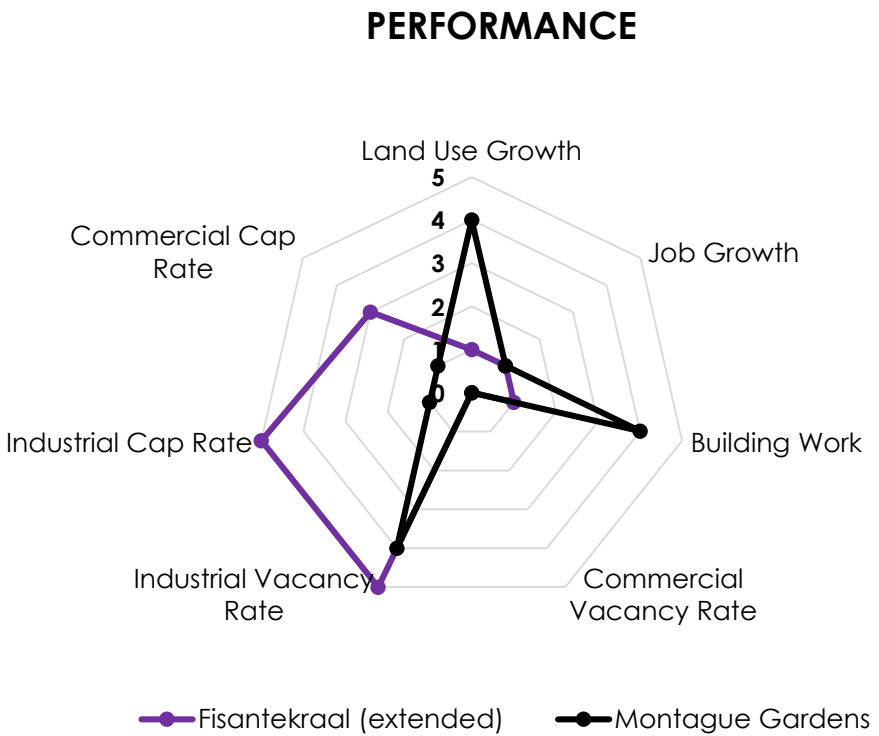 PERFORMANCE
Land Use Growth
5
4
3
2
1
0
Job Growth
Building Work
Commercial
Vacancy Rate
Industrial Vacancy
Rate
Industrial Cap Rate
Commercial Cap
Rate
Fisantekraal (extended)
Montague Gardens